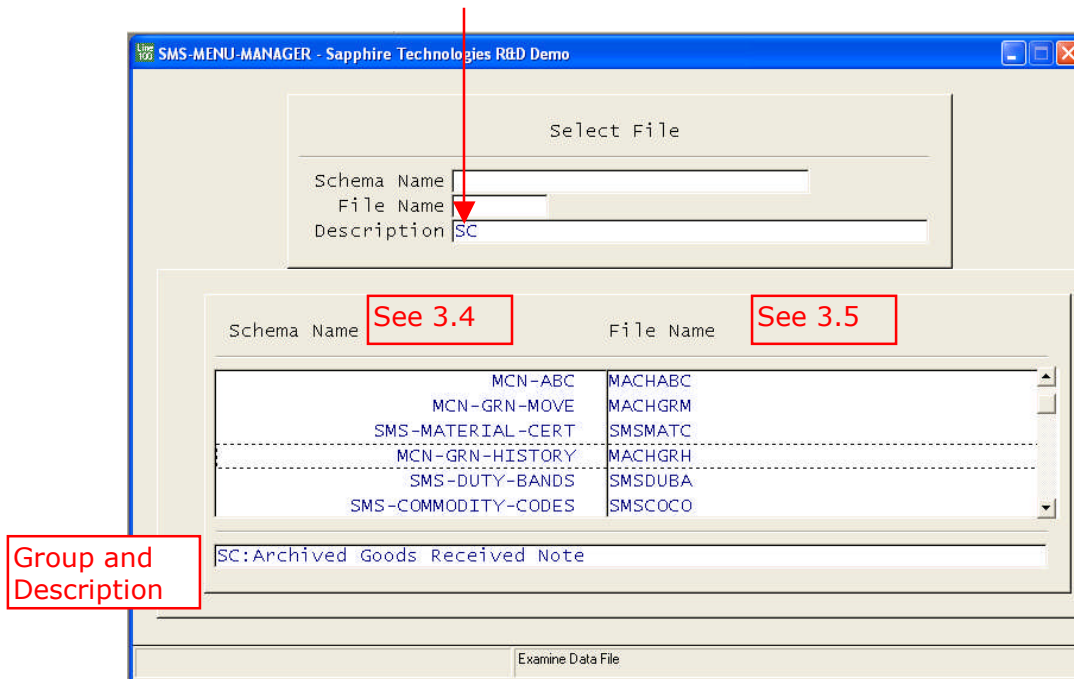 Line 100 SMS-MENU-MANAGER - Sapphire Technologies R&D Demo
Select File
Schema Name
File Name
Description SC
Schema Name See 3.4 File Name See 3.5
MCN-ABC MACHABC
MCN-GRN-MOVE MACHGRM
SMS-MATERIAL-CERT SMSMATC
MCN-GRN-HISTORY MACHGRH
SMS-DUTY-BANDS SMSDUBA
SMS-COMMODITY-CODES SMSCOCO
Group and
Description
SC:Archived Goods Received Note
Examine Data File